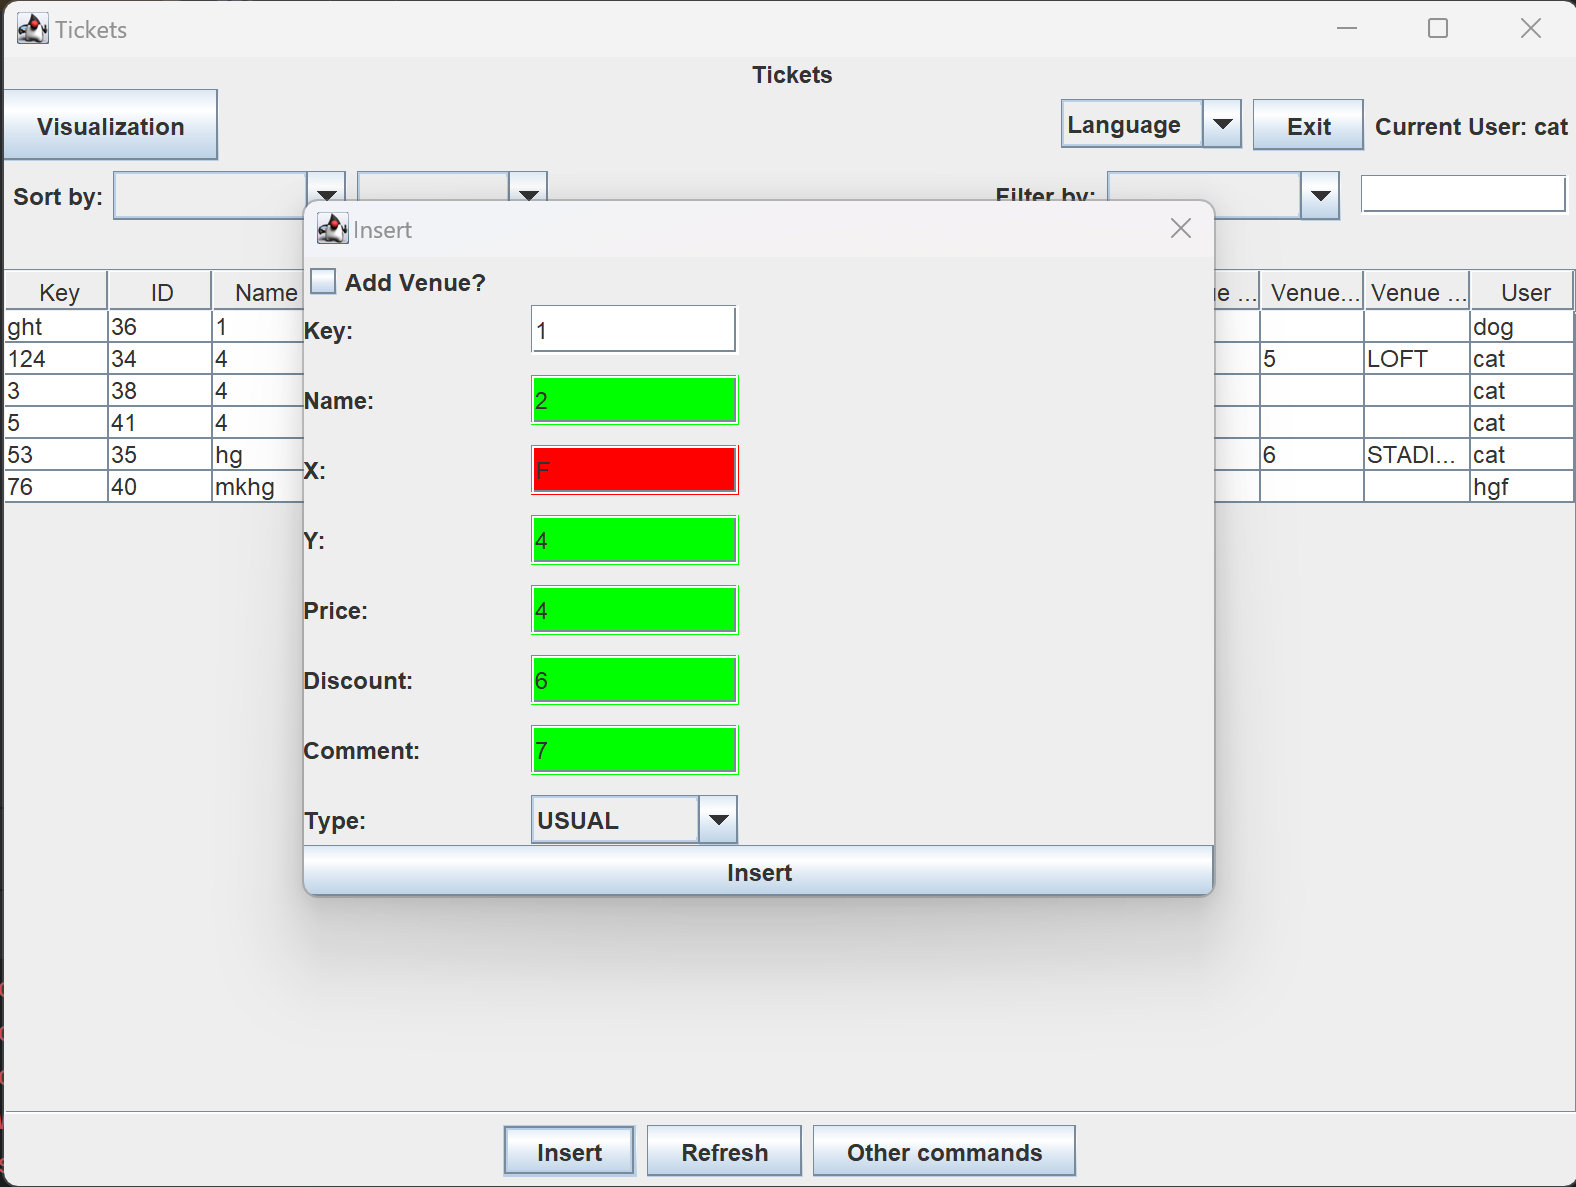 Tickets
Tickets
Visualization
Language Exit Current User: cat
Sort by: Filter by:
Insert
Add Venue?
Key ID Name Venue... Venue ... User
ght 36 1 dog
124 34 4 5 LOFT cat
3 38 4 cat
5 41 4 cat
53 35 hg 6 STADI... cat
76 40 mkhg hgf
Key: 1
Name: 2
X: F
Y: 4
Price: 4
Discount: 6
Comment: 7
Type: USUAL
Insert
Insert Refresh Other commands